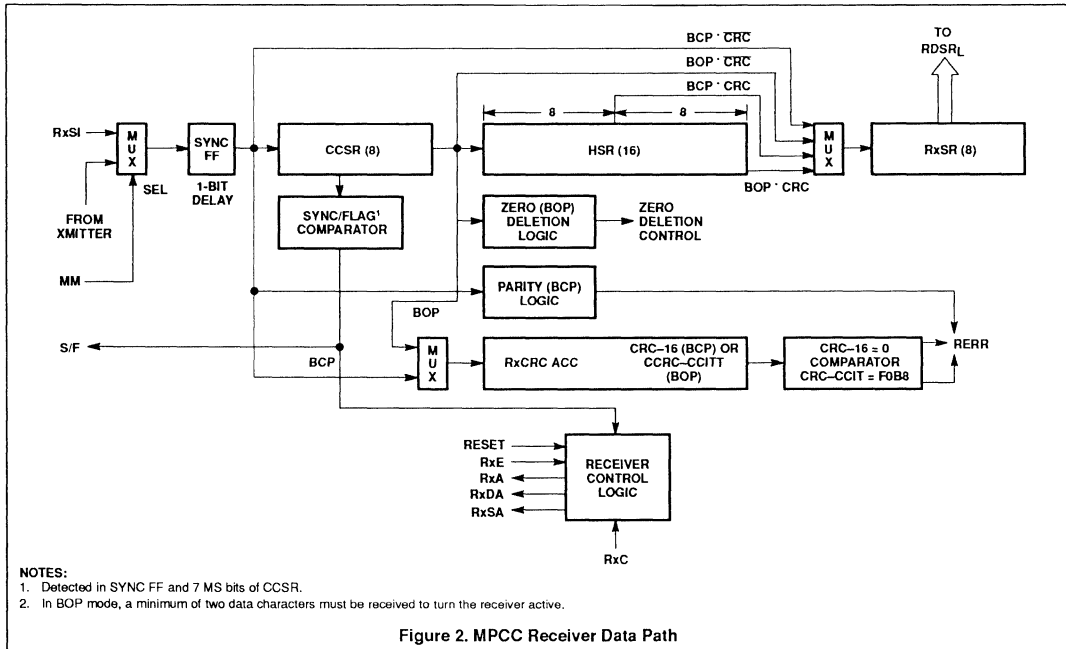 BCP · CRC
TO
RDSRL
BOP · CRC
BCP · CRC
8
8
RxSI
MUX
SYNC
FF
CCSR (8)
HSR (16)
MUX
RxSR (8)
SEL
1-BIT
DELAY
BOP · CRC
FROM
XMITTER
SYNC/FLAG1
COMPARATOR
ZERO (BOP)
DELETION
LOGIC
ZERO
DELETION
CONTROL
MM
PARITY (BCP)
LOGIC
BOP
S/F
BCP
MUX
RxCRC ACC
CRC–16 (BCP) OR
CCRC–CCITT
(BOP)
CRC–16 = 0
COMPARATOR
CRC–CCIT = F0B8
RERR
RESET
RxE
RxA
RxDA
RxSA
RECEIVER
CONTROL
LOGIC
RxC
NOTES:
1. Detected in SYNC FF and 7 MS bits of CCSR.
2. In BOP mode, a minimum of two data characters must be received to turn the receiver active.
Figure 2. MPCC Receiver Data Path